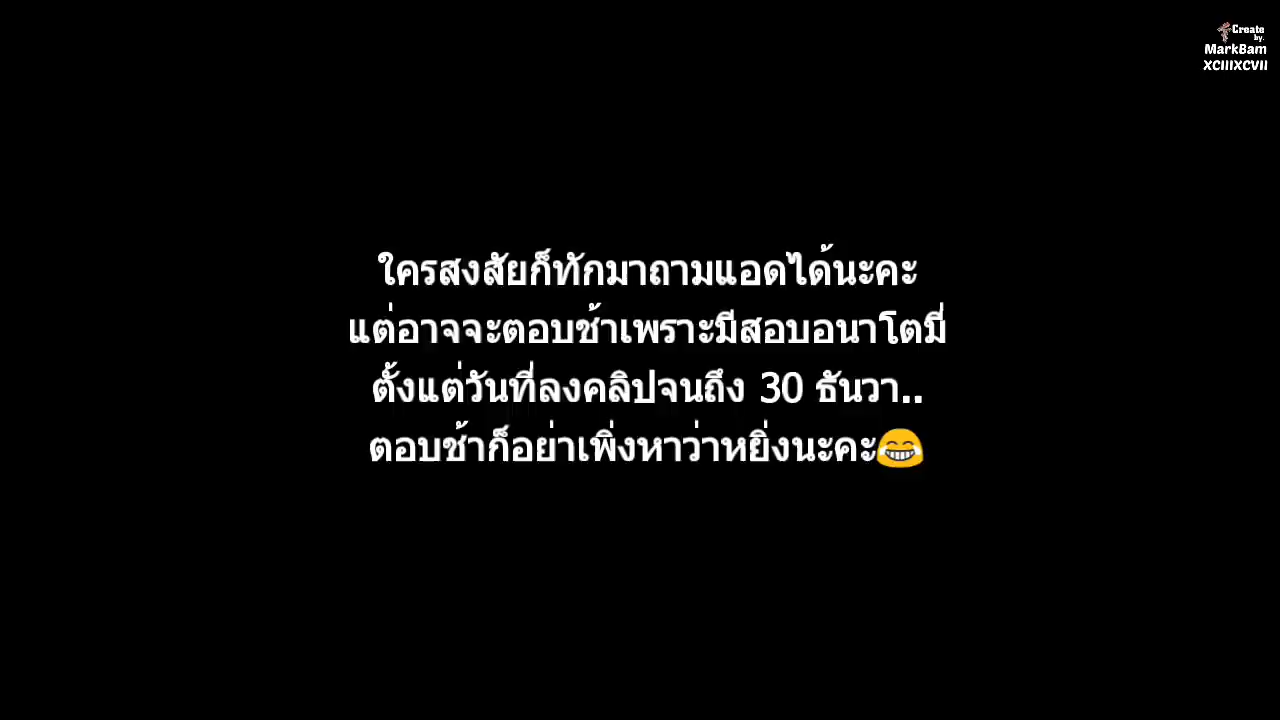 Create
by.
MarkBam
XCIIIXCVII
ใครสงสัยก็ทักมาถามแอดได้นะคะ
แต่อาจจะตอบช้าเพราะมีสอบอนาโตมี่
ตั้งแต่วันที่ลงคลิปจนถึง 30 ธันวา..
ตอบช้าก็อย่าเพิ่งหาว่าหยิ่งนะคะ😂